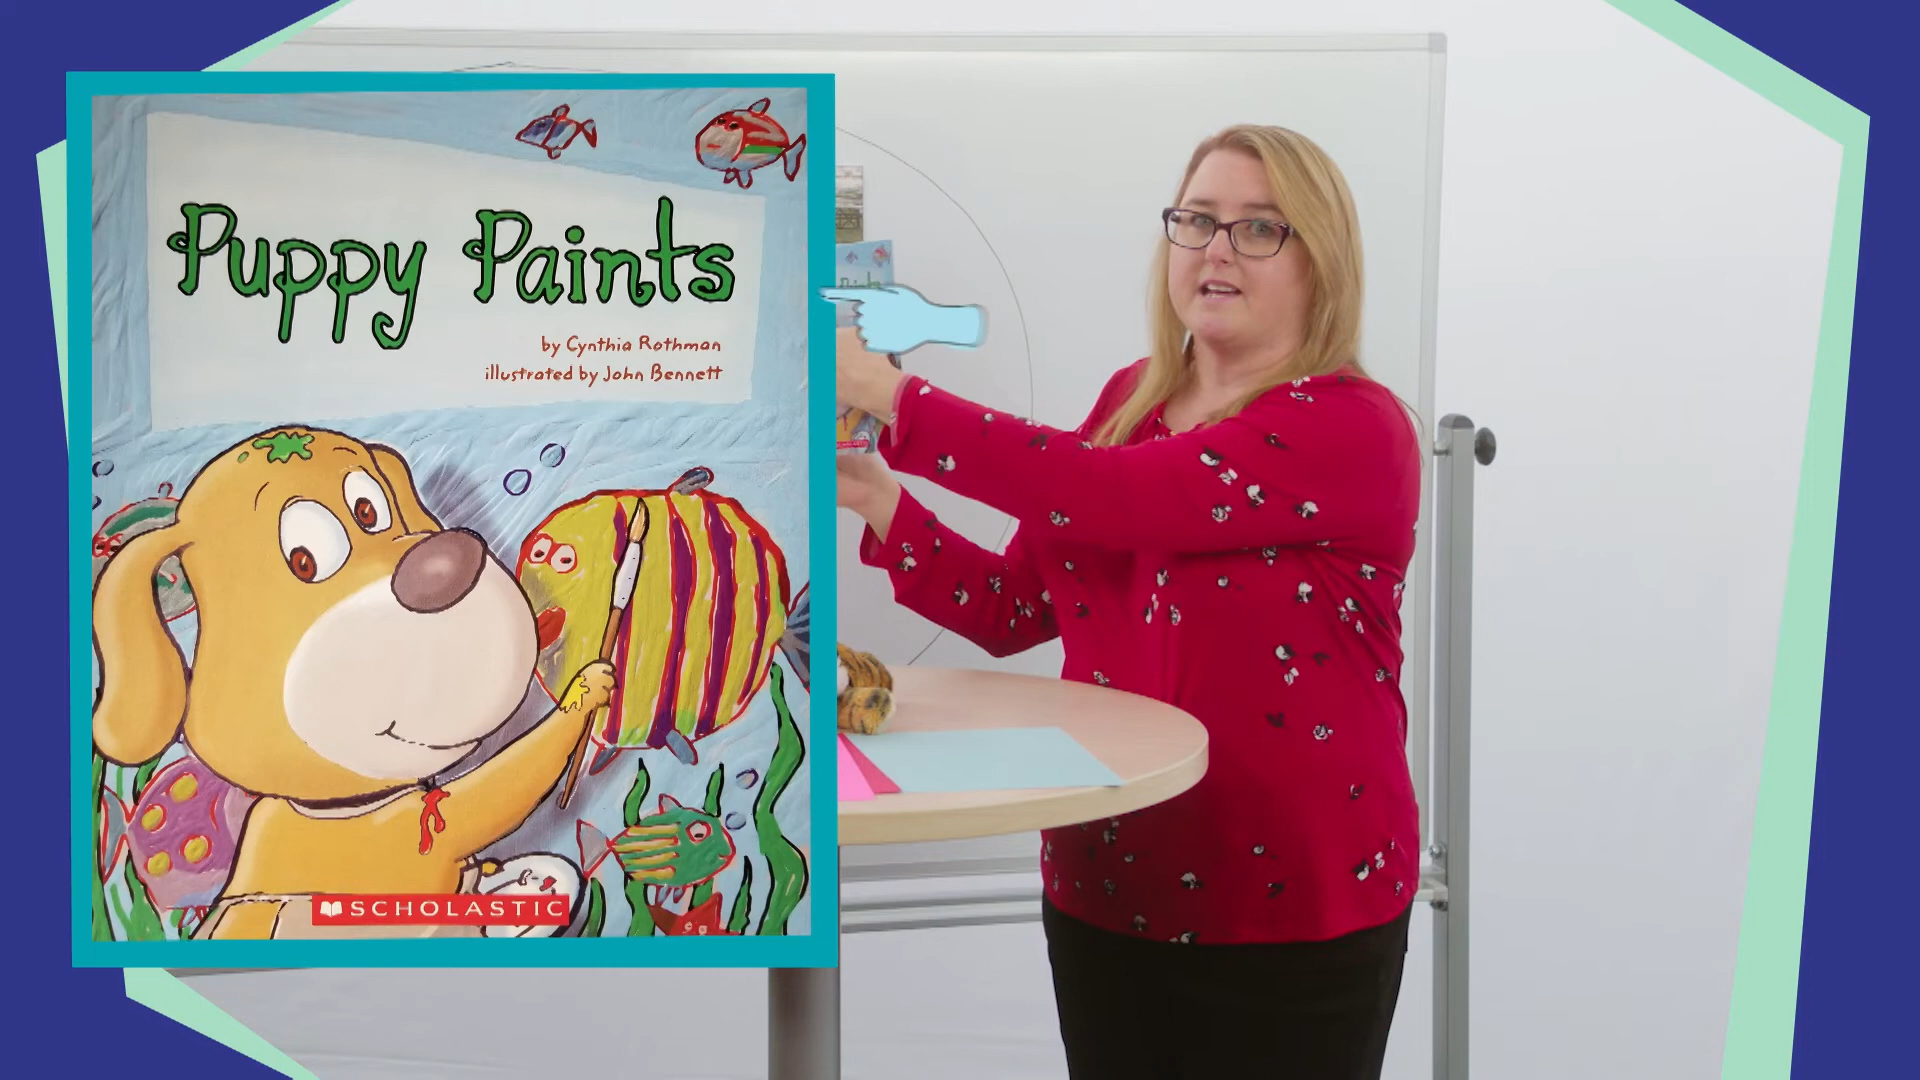 Puppy Paints
by Cynthia Rothman
illustrated by John Bennett
SCHOLASTIC